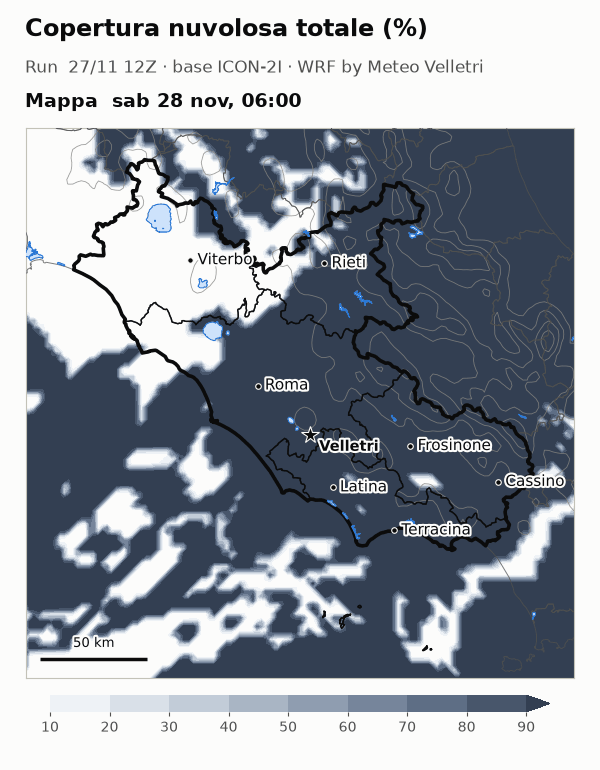 Copertura nuvolosa totale (%)
Run  27/11 12Z · base ICON-2I · WRF by Meteo Velletri
Mappa  sab 28 nov, 06:00
Viterbo
Rieti
Roma
Velletri
Frosinone
Latina
Cassino
Terracina
50 km
10 20 30 40 50 60 70 80 90